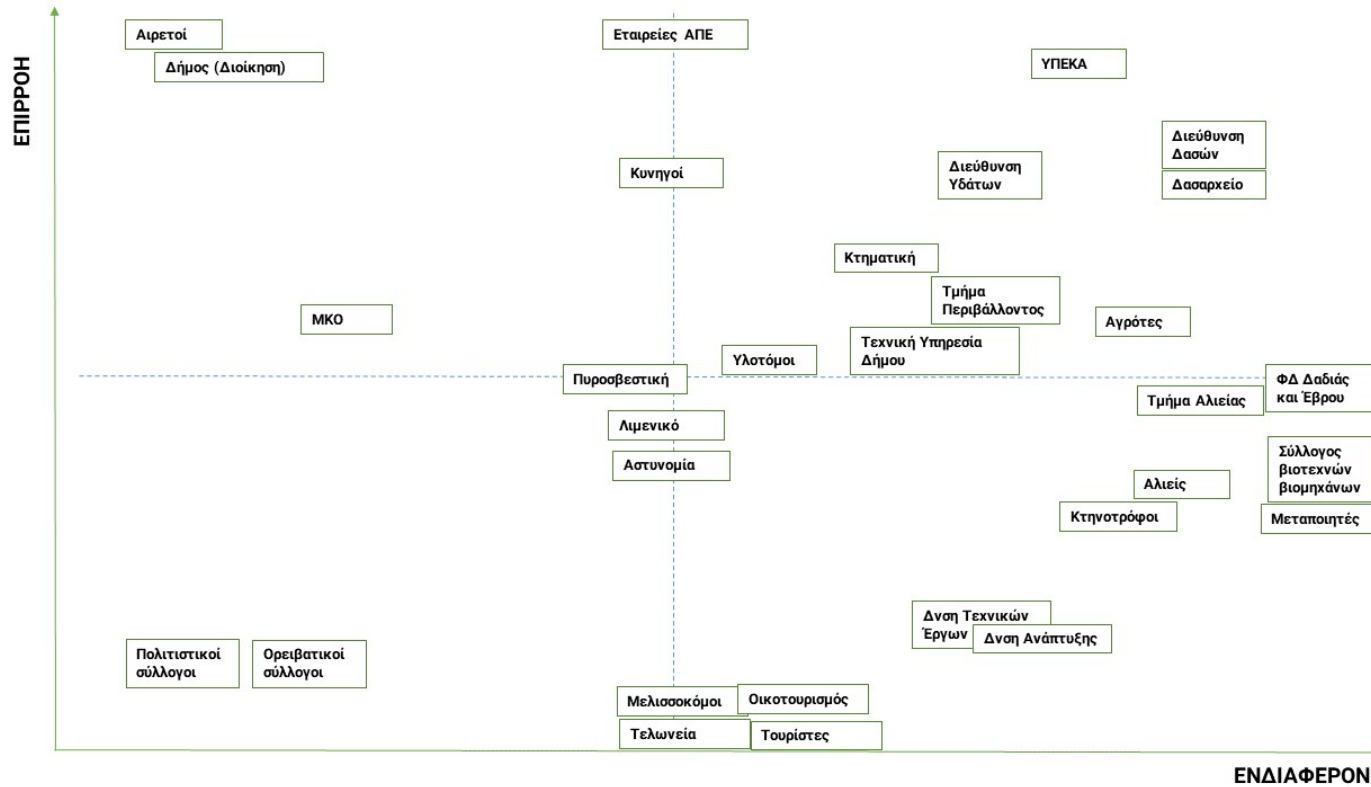 ΕΠΙΡΡΟΗ
Αιρετοί
Δήμος (Διοίκηση)
Εταιρείες ΑΠΕ
ΥΠΕΚΑ
Διεύθυνση
Δασών
Δασαρχείο
Διεύθυνση
Υδάτων
Κυνηγοί
Κτηματική
Τμήμα
Περιβάλλοντος
Αγρότες
ΜΚΟ
Τεχνική Υπηρεσία
Δήμου
Υλοτόμοι
Πυροσβεστική
ΦΔ Δαδιάς
και Έβρου
Τμήμα Αλιείας
Λιμενικό
Αστυνομία
Σύλλογος
βιοτεχνών
βιομηχάνων
Αλιείς
Κτηνοτρόφοι
Μεταποιητές
Δνση Τεχνικών
Έργων
Δνση Ανάπτυξης
Πολιτιστικοί
σύλλογοι
Ορειβατικοί
σύλλογοι
Μελισσοκόμοι
Οικοτουρισμός
Τελωνεία
Τουρίστες
ΕΝΔΙΑΦΕΡΟΝ